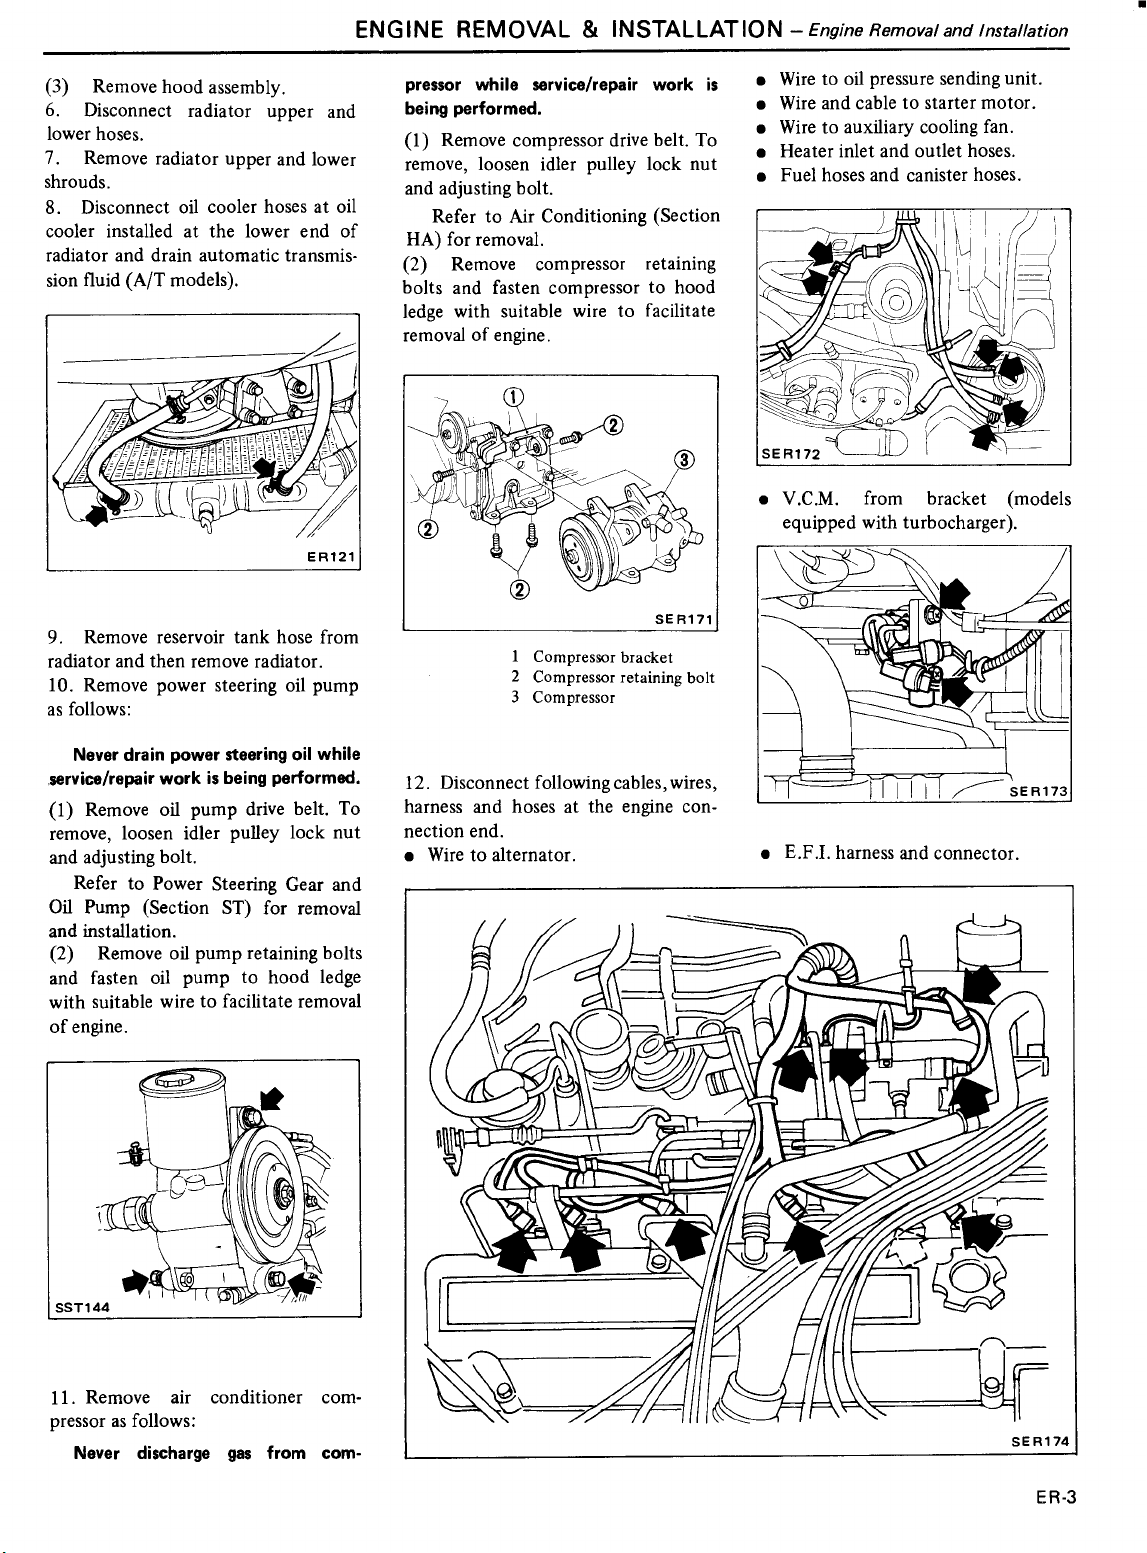 ENGINE REMOVAL & INSTALLATION – Engine Removal and Installation
(3) Remove hood assembly.
6. Disconnect radiator upper and
lower hoses.
7. Remove radiator upper and lower
shrouds.
8. Disconnect oil cooler hoses at oil
cooler installed at the lower end of
radiator and drain automatic transmis-
sion fluid (A/T models).
ER121
9. Remove reservoir tank hose from
radiator and then remove radiator.
10. Remove power steering oil pump
as follows:
Never drain power steering oil while
service/repair work is being performed.
(1) Remove oil pump drive belt. To
remove, loosen idler pulley lock nut
and adjusting bolt.
Refer to Power Steering Gear and
Oil Pump (Section ST) for removal
and installation.
(2) Remove oil pump retaining bolts
and fasten oil pump to hood ledge
with suitable wire to facilitate removal
of engine.
SST144
11. Remove air conditioner com-
pressor as follows:
Never discharge gas from com-
pressor while service/repair work is
being performed.
(1) Remove compressor drive belt. To
remove, loosen idler pulley lock nut
and adjusting bolt.
Refer to Air Conditioning (Section
HA) for removal.
(2) Remove compressor retaining
bolts and fasten compressor to hood
ledge with suitable wire to facilitate
removal of engine.
1
2
3
2
2
SER171
1 Compressor bracket
2 Compressor retaining bolt
3 Compressor
12. Disconnect following cables, wires,
harness and hoses at the engine con-
nection end.
● Wire to alternator.
● Wire to oil pressure sending unit.
● Wire and cable to starter motor.
● Wire to auxiliary cooling fan.
● Heater inlet and outlet hoses.
● Fuel hoses and canister hoses.
SER172
● V.C.M. from bracket (models
equipped with turbocharger).
SER173
● E.F.I. harness and connector.
SER174
ER-3